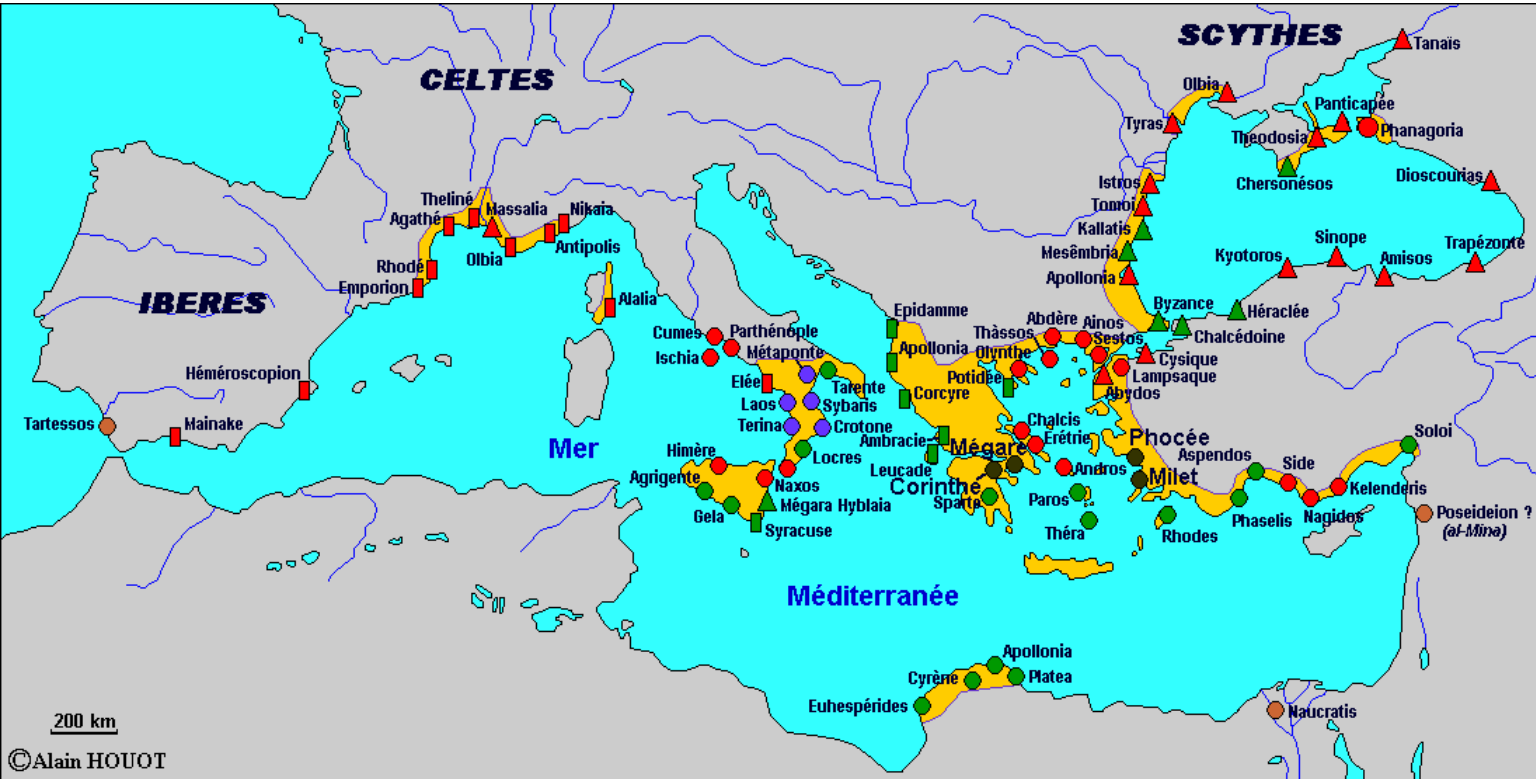 SCYTHES
Tanaïs
CELTES
Olbia
Panticapée
Tyras
Theodosia
Phanagoria
Chersonésos
Dioscourias
Istros
Theliné
Massalia
Nikaia
Agathé
Tomoi
Kallatis
Olbia
Antipolis
Mesêmbria
Sinope
Trapézonte
Kyotoros
Amisos
Rhodé
Apollonia
Emporion
IBERES
Alalia
Byzance
Héraclée
Epidamme
Chalcédoine
Cumes
Parthénople
Thàssos
Abdère
Ainos
Sestos
Ischia
Métaponte
Apollonia
Olynthe
Cysique
Lampsaque
Héméroscopion
Elée
Tarente
Potidée
Abydos
Corcyre
Laos
Sybaris
Tartessos
Mainake
Terina
Crotone
Chalcis
Erétrie
Ambracie
Mégare
Phocée
Soloi
Mer
Locres
Leucade
Aspendos
Side
Himère
Andros
Milet
Agrigente
Naxos
Corinthe
Kelenderis
Mégara Hyblaia
Sparte
Paros
Gela
Syracuse
Théra
Rhodes
Phaselis
Nagidos
Poseideion ?
(al-Mina)
Méditerranée
Apollonia
Cyrène
Platea
Euhespérides
Naucratis
200 km
©Alain HOUOT